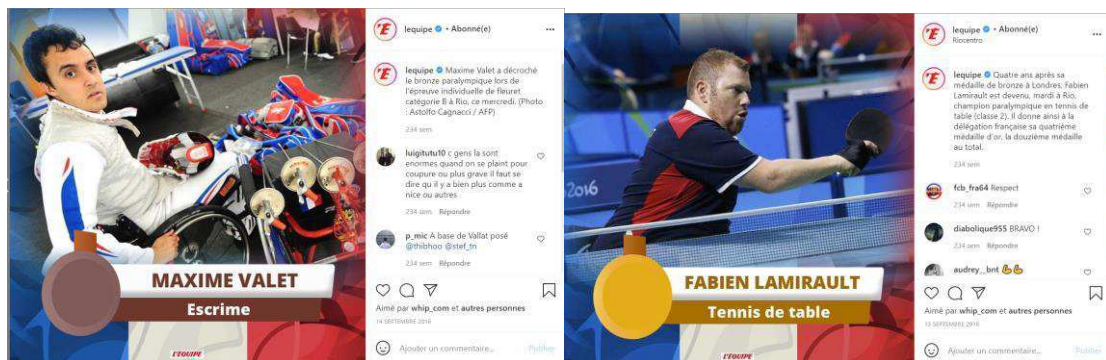 MAXIME VALET
Escrime
L'ÉQUIPE
lequipe • Abonné(e)
lequipe Maxime Valet a décroché
le bronze paralympique lors de
l'épreuve individuelle de fleuret
catégorie B à Rio, ce mercredi. (Photo
: Astolfo Cagnacci / AFP)
234 sem
luigitutu10 c gens la sont
enormes quand on se plaint pour
coupure ou plus grave il faut se
dire qu'il y a bien plus comme a
nice ou autres
234 sem Répondre
p_mic A base de Vallat posé
@thiibhoo @stef_tn
234 sem Répondre
Aimé par whip_com et autres personnes
14 SEPTEMBRE 2016
Ajouter un commentaire...
Publier
2016
FABIEN LAMIRAULT
Tennis de table
L'ÉQUIPE
lequipe • Abonné(e)
Riocentro
lequipe Quatre ans après sa
médaille de bronze à Londres, Fabien
Lamirault est devenu, mardi à Rio,
champion paralympique en tennis de
table (classe 2). Il donne ainsi à la
délégation française sa quatrième
médaille d'or, la douzième médaille
au total.
234 sem
fcb_fra64 Respect
234 sem Répondre
diabolique955 BRAVO !
234 sem Répondre
audrey__bnt
Aimé par whip_com et autres personnes
13 SEPTEMBRE 2016
Ajouter un commentaire...
Publier